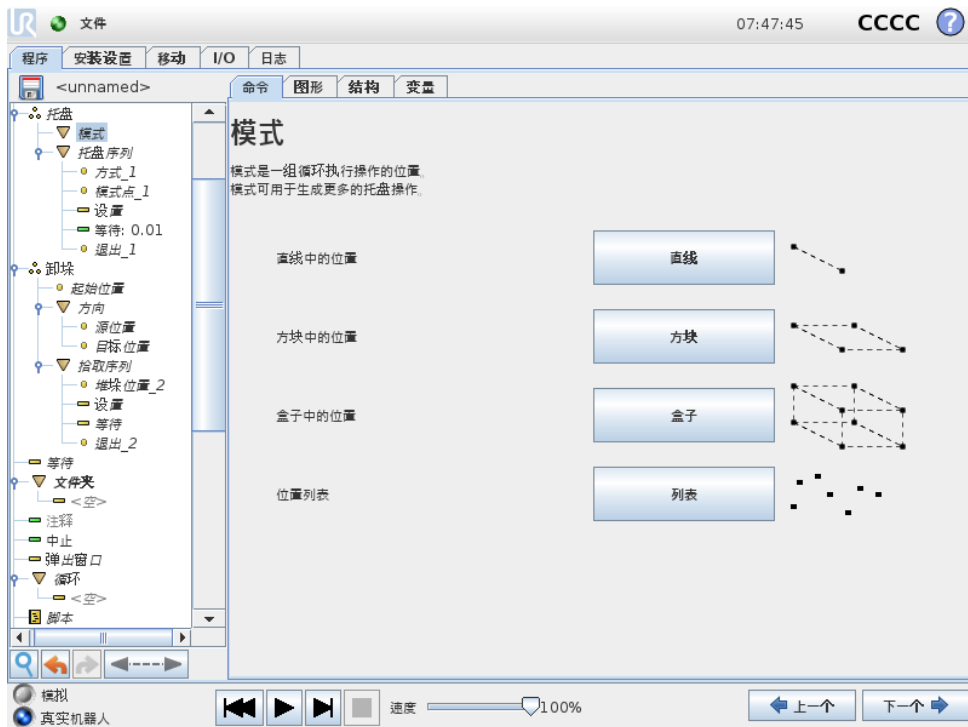 UR 文件 07:47:45 CCCC ?
程序 安装设置 移动 I/O 日志
<unnamed>
命令 图形 结构 变量
托盘
模式
托盘序列
方式_1
模式点_1
设置
等待: 0.01
退出_1
卸垛
起始位置
方向
源位置
目标位置
拾取序列
堆垛位置_2
设置
等待
退出_2
等待
文件夹
<空>
注释
中止
弹出窗口
循环
<空>
脚本
模式
模式是一组循环执行操作的位置。
模式可用于生成更多的托盘操作。
直线中的位置 直线
方块中的位置 方块
盒子中的位置 盒子
位置列表 列表
模拟
真实机器人
速度 100%
上一个 下一个